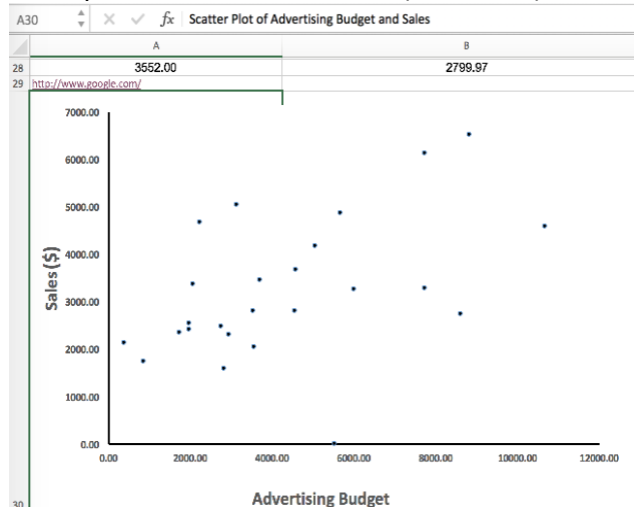 A30 fx Scatter Plot of Advertising Budget and Sales
A B
28 3552.00 2799.97
29 http://www.google.com/
7000.00
6000.00
5000.00
4000.00
3000.00
2000.00
1000.00
0.00
Sales($)
0.00 2000.00 4000.00 6000.00 8000.00 10000.00 12000.00
Advertising Budget
30